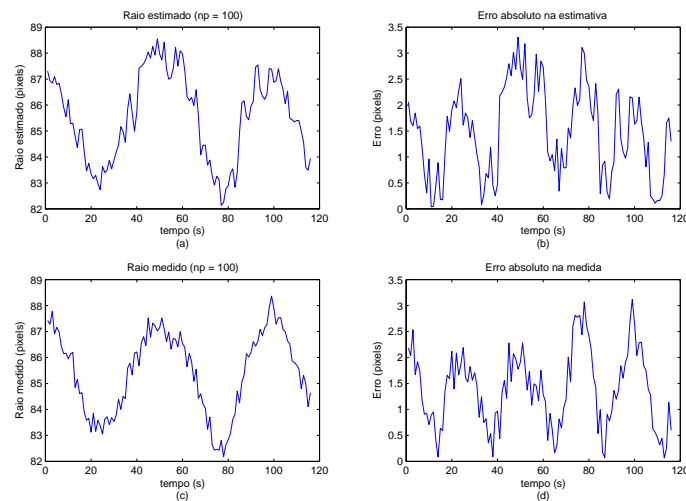 Raio estimado (np = 100)
Raio estimado (pixels)
89
88
87
86
85
84
83
82
0 20 40 60 80 100 120
tempo (s)
(a)
Erro absoluto na estimativa
Erro (pixels)
3.5
3
2.5
2
1.5
1
0.5
0
0 20 40 60 80 100 120
tempo (s)
(b)
Raio medido (np = 100)
Raio medido (pixels)
89
88
87
86
85
84
83
82
0 20 40 60 80 100 120
tempo (s)
(c)
Erro absoluto na medida
Erro (pixels)
3.5
3
2.5
2
1.5
1
0.5
0
0 20 40 60 80 100 120
tempo (s)
(d)